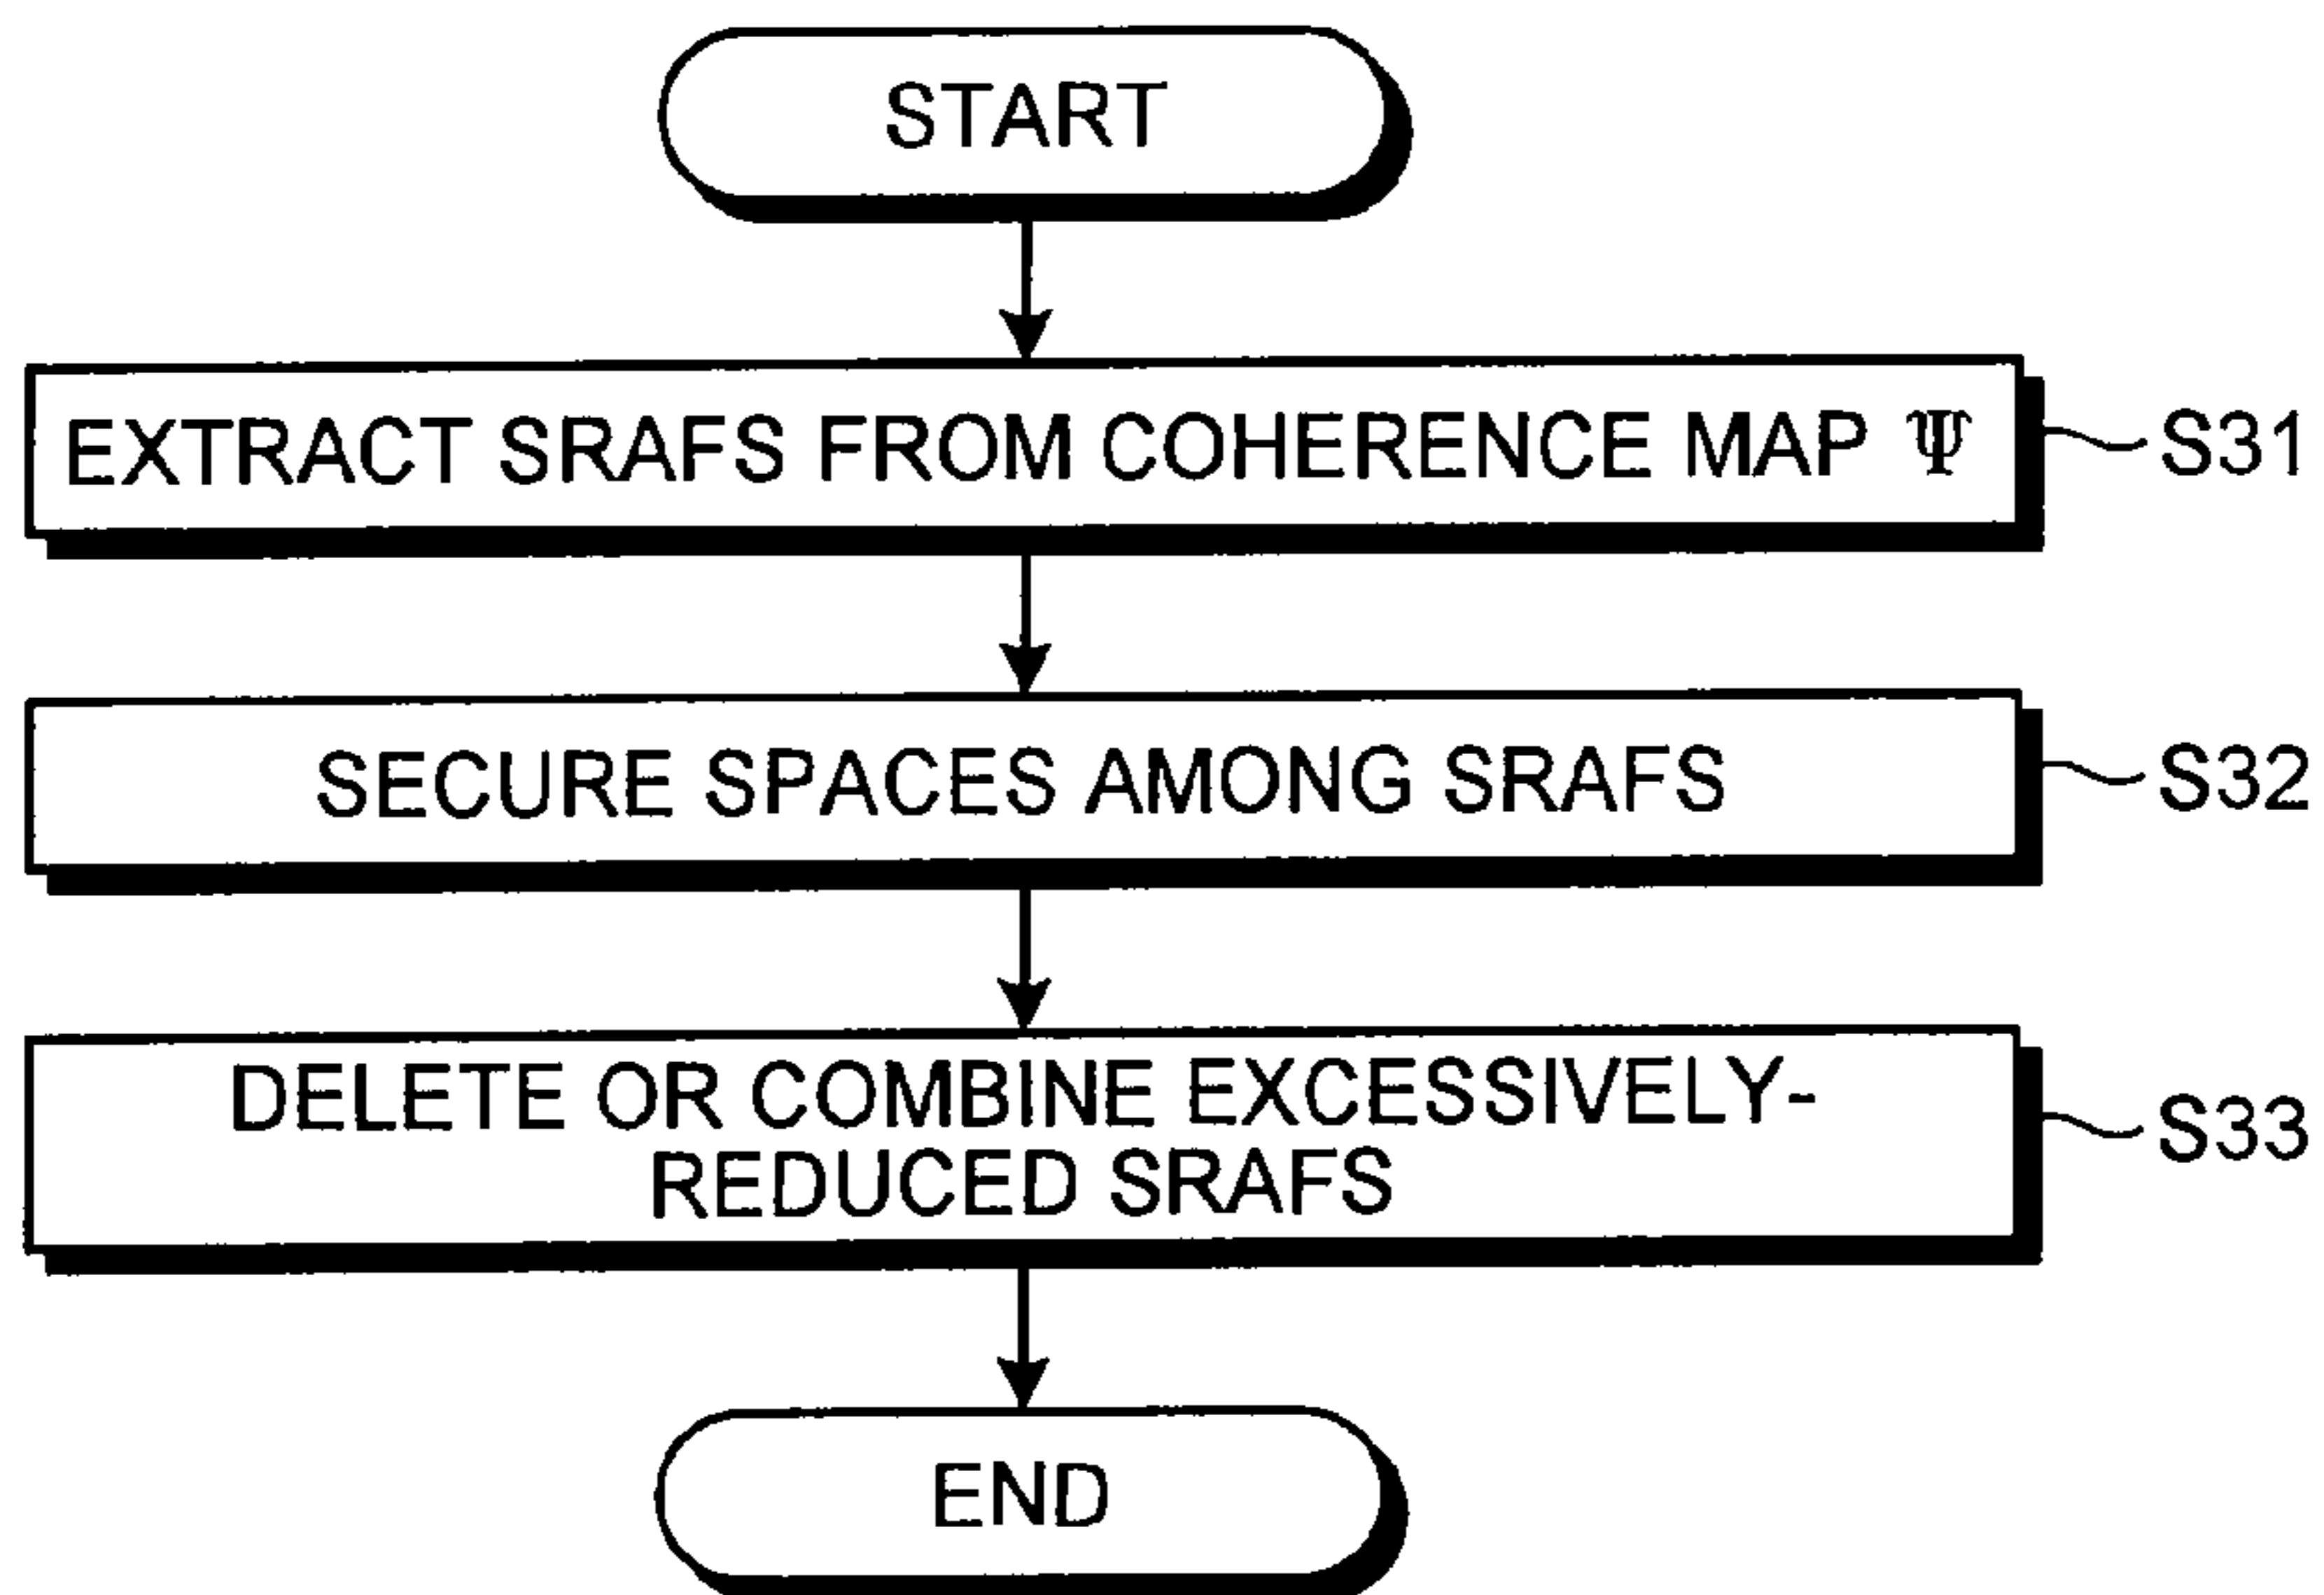 START
EXTRACT SRAFS FROM COHERENCE MAP Ψ
S31
SECURE SPACES AMONG SRAFS
S32
DELETE OR COMBINE EXCESSIVELY-
REDUCED SRAFS
S33
END